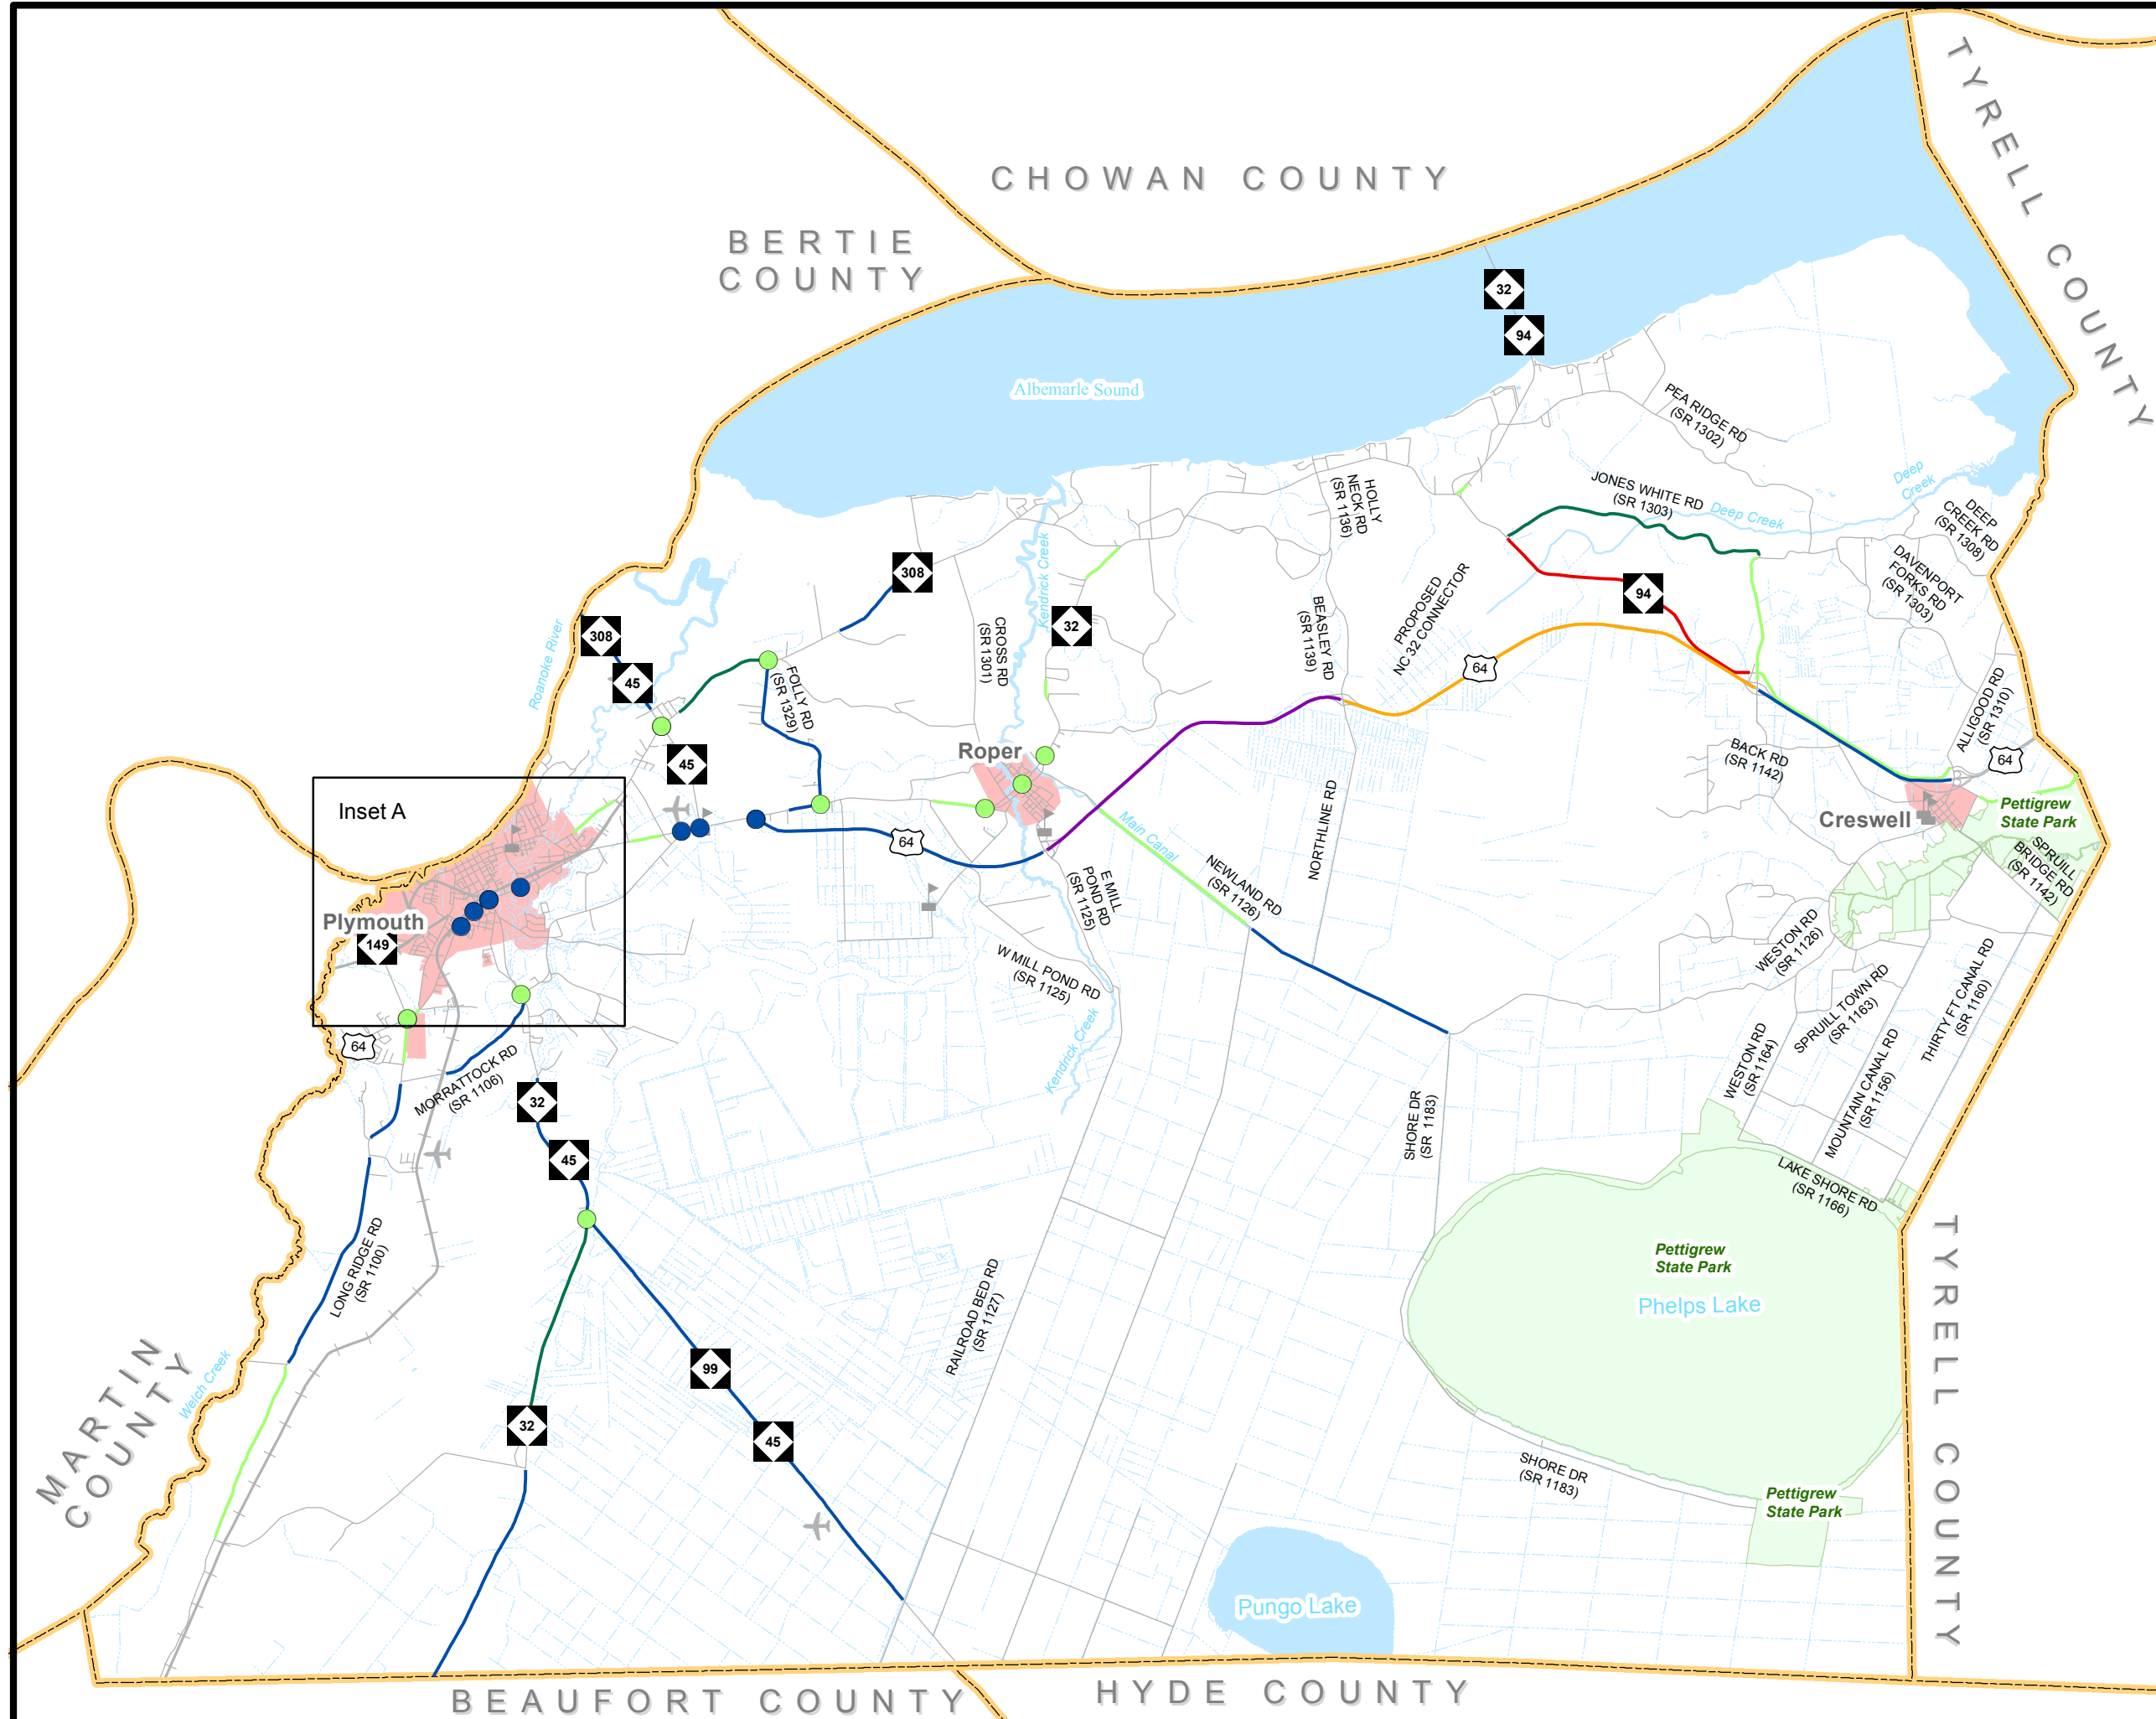 CHOWAN COUNTY
BERTIE
COUNTY
TYRELL COUNTY
32
94
Albemarle Sound
PEA RIDGE RD
(SR 1302)
HOLLY
NECK RD
(SR 1136)
JONES WHITE RD
(SR 1303)
Deep Creek
Deep
Creek
DEEP
CREEK RD
(SR 1308)
DAVENPORT
FORKS RD
(SR 1303)
308
Kendrick Creek
94
PROPOSED
NC 32 CONNECTOR
BEASLEY RD
(SR 1139)
32
CROSS RD
(SR 1301)
308
45
Roanoke River
FOLLY RD
(SR 1329)
64
ALLIGOOD RD
(SR 1310)
64
BACK RD
(SR 1142)
Roper
45
Inset A
Creswell
Pettigrew
State Park
64
Main Canal
NORTHLINE RD
NEWLAND RD
(SR 1126)
SPRUILL
BRIDGE RD
(SR 1142)
E MILL
POND RD
(SR 1125)
Plymouth
149
WESTON RD
(SR 1126)
W MILL POND RD
(SR 1125)
SPRUILL TOWN RD
(SR 1163)
THIRTY FT CANAL RD
(SR 1160)
64
Kendrick Creek
WESTON RD
(SR 1164)
MOUNTAIN CANAL RD
(SR 1156)
MORRATTOCK RD
(SR 1106)
32
45
SHORE DR
(SR 1183)
LAKE SHORE RD
(SR 1166)
LONG RIDGE RD
(SR 1100)
Pettigrew
State Park
Phelps Lake
RAILROAD BED RD
(SR 1127)
TYRELL COUNTY
99
MARTIN
COUNTY
Welch Creek
32
45
SHORE DR
(SR 1183)
Pettigrew
State Park
Pungo Lake
BEAUFORT COUNTY
HYDE COUNTY